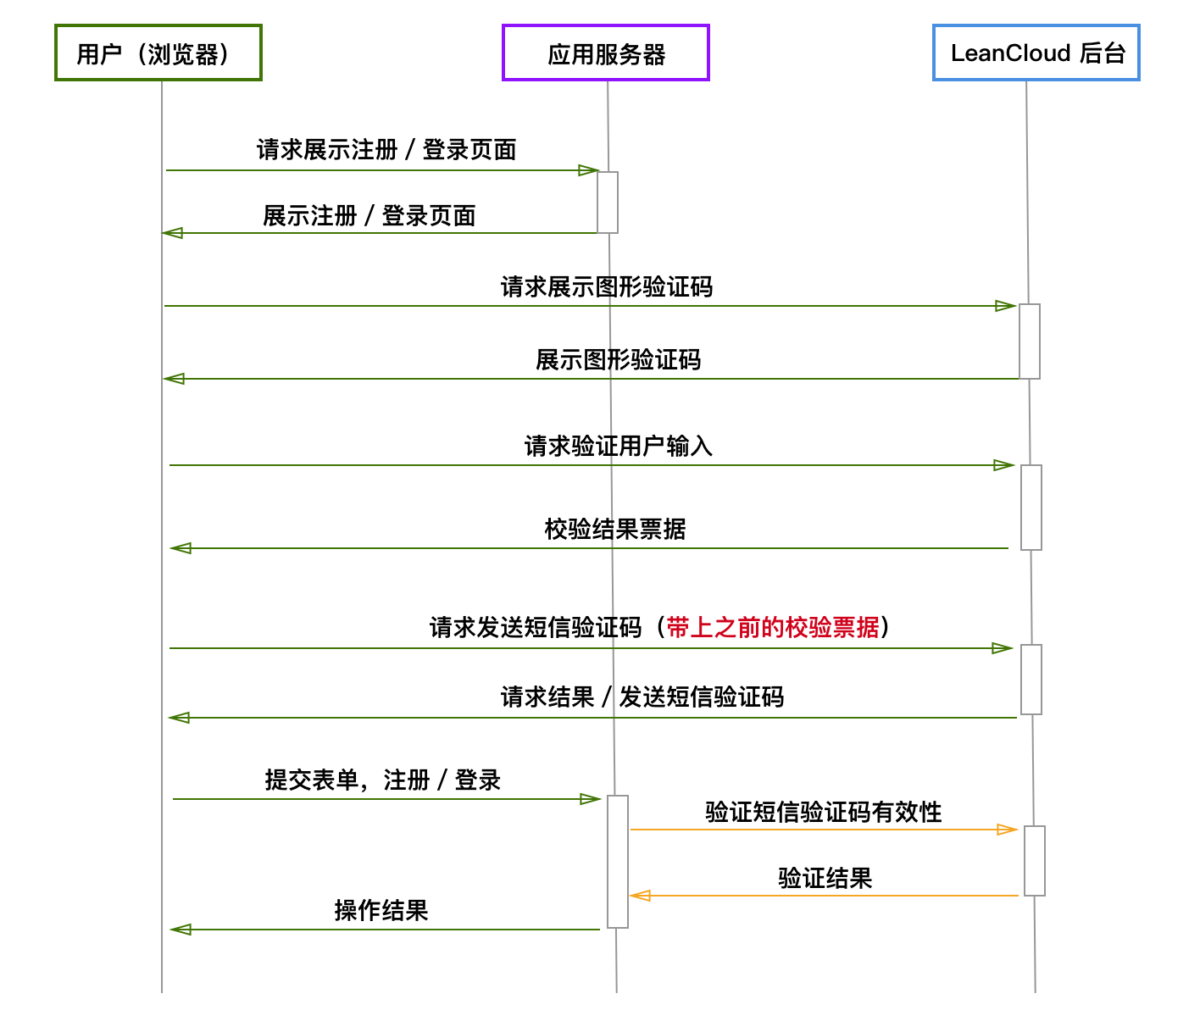 用户（浏览器）
应用服务器
LeanCloud 后台
请求展示注册 / 登录页面
展示注册 / 登录页面
请求展示图形验证码
展示图形验证码
请求验证用户输入
校验结果票据
请求发送短信验证码（带上之前的校验票据）
请求结果 / 发送短信验证码
提交表单，注册 / 登录
验证短信验证码有效性
验证结果
操作结果